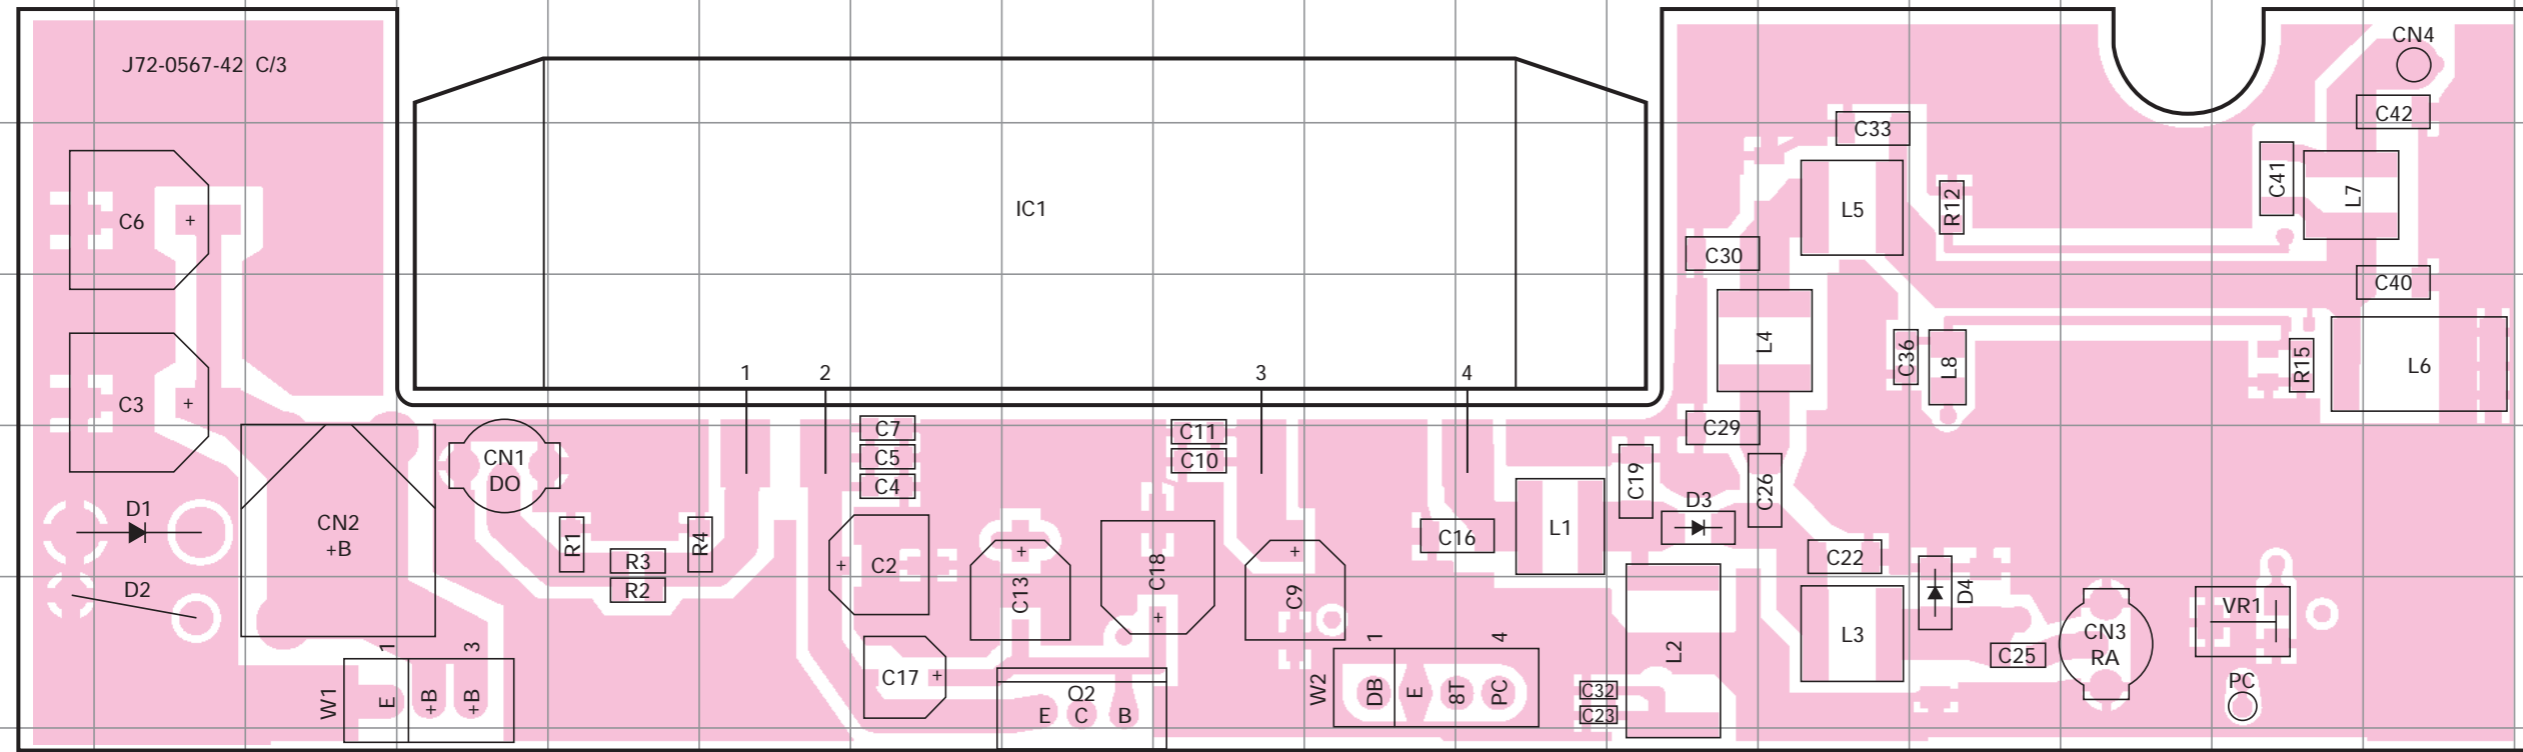 J72-0567-42 C/3
CN4
C42
C33
C41
L7
C6
+
IC1
L5
R12
C30
C40
L4
C36
L8
R15
L6
C3
+
1
2
3
4
C7
C5
C4
C11
C10
C29
C19
C26
CN1
DO
D1
CN2
+B
R1
R3
R2
R4
+
C2
+
C13
C18
+
+
C9
C16
L1
D3
C22
D4
D2
VR1
L3
CN3
RA
C25
L2
C32
C23
PC
W1
1
3
E
+B
+B
C17
+
Q2
E C B
W2
1
4
DB
E
8T
PC